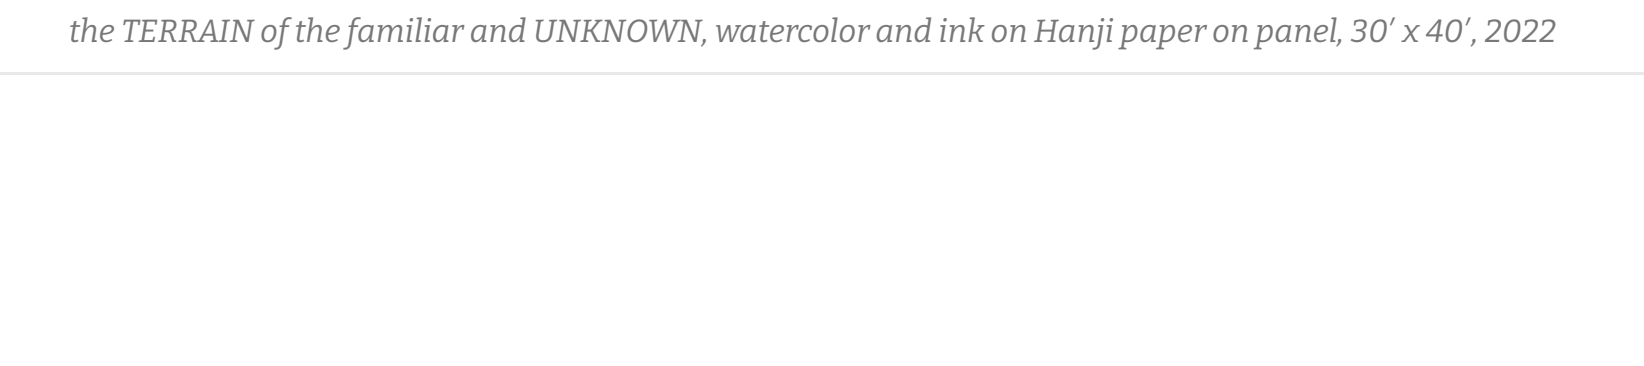 the TERRAIN of the familiar and UNKNOWN, watercolor and ink on Hanji paper on panel, 30′ x 40′, 2022